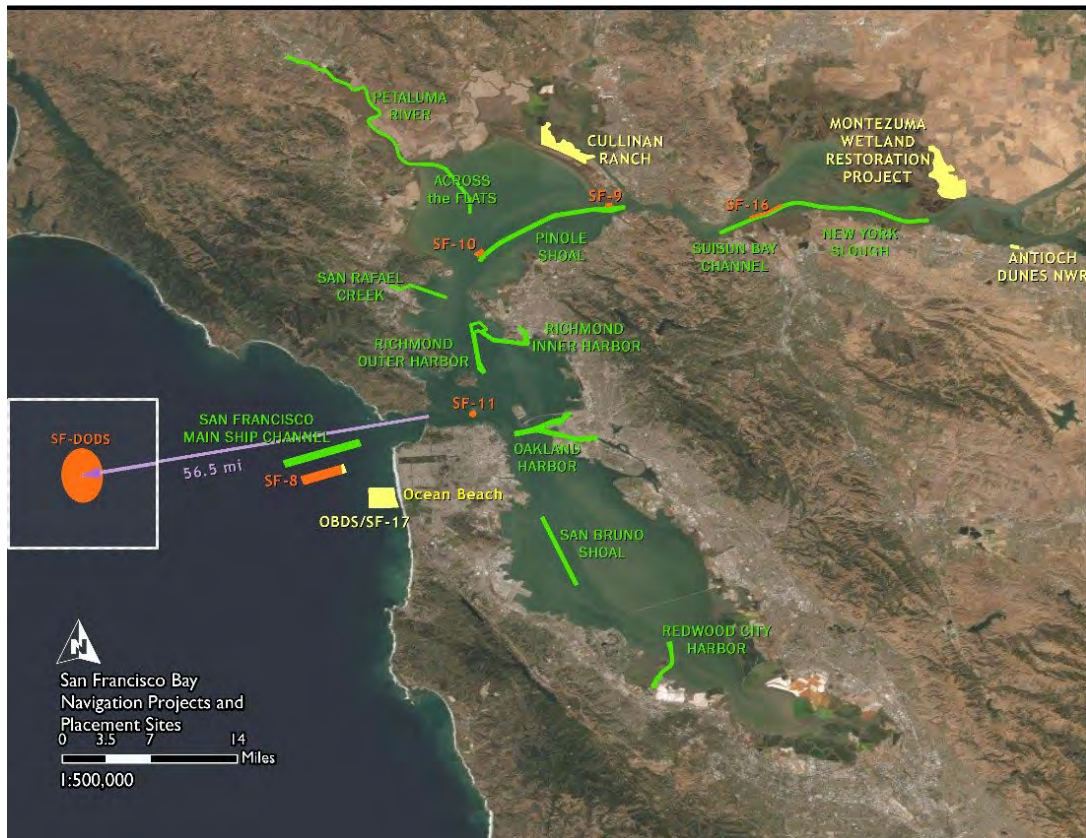 PETALUMA
RIVER
CULLINAN
RANCH
MONTEZUMA
WETLAND
RESTORATION
PROJECT
ACROSS
the FLATS
SF-9
SF-16
SF-10
PINOLE
SHOAL
SUISUN BAY
CHANNEL
NEW YORK
SLOUGH
ANTIOCH
DUNES NWR
SAN RAFAEL
CREEK
RICHMOND
OUTER HARBOR
RICHMOND
INNER HARBOR
SF-11
SAN FRANCISCO
MAIN SHIP CHANNEL
SF-DODS
56.5 mi
SF-8
OAKLAND
HARBOR
Ocean Beach
OBDS/SF-17
SAN BRUNO
SHOAL
REDWOOD CITY
HARBOR
N
San Francisco Bay
Navigation Projects and
Placement Sites
0 3.5 7 14
Miles
1:500,000